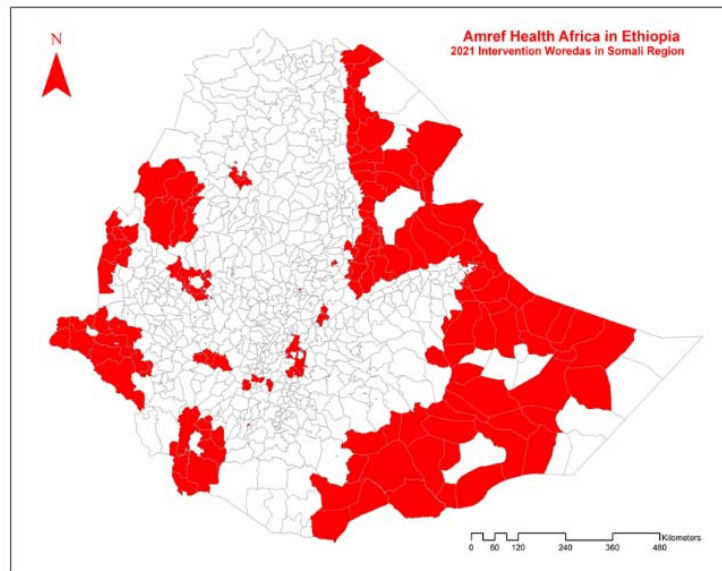 Amref Health Africa in Ethiopia
2021 Intervention Woredas in Somali Region
N
Kilometers
0 60 120 240 360 480